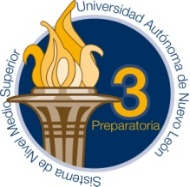 Universidad Autónoma de Nuevo León
3
Preparatoria
Sistema de Nivel Medio Superior